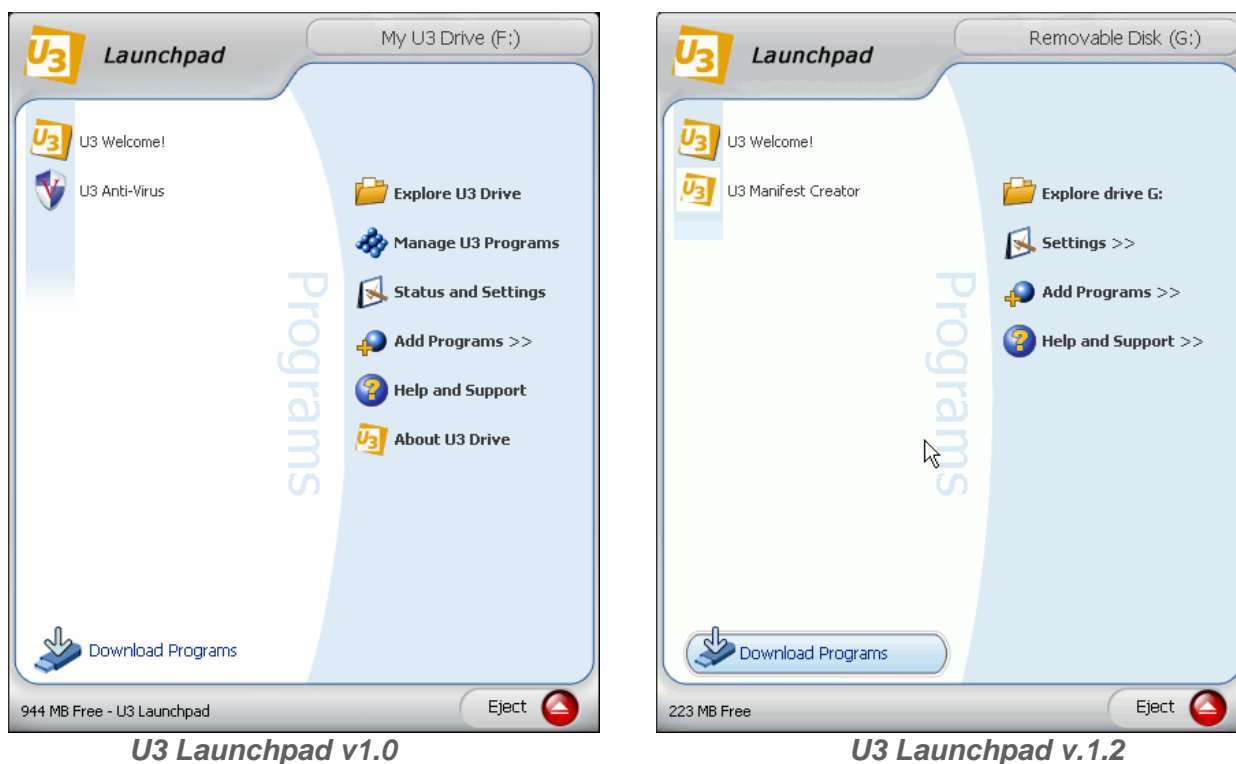 U3
Launchpad
My U3 Drive (F:)
U3
U3 Welcome!
U3 Anti-Virus
Explore U3 Drive
Manage U3 Programs
Status and Settings
Add Programs >>
Help and Support
U3
About U3 Drive
Programs
Download Programs
944 MB Free - U3 Launchpad
Eject
U3 Launchpad v1.0
U3
Launchpad
Removable Disk (G:)
U3
U3 Welcome!
U3
U3 Manifest Creator
Explore drive G:
Settings >>
Add Programs >>
Help and Support >>
Programs
Download Programs
223 MB Free
Eject
U3 Launchpad v.1.2